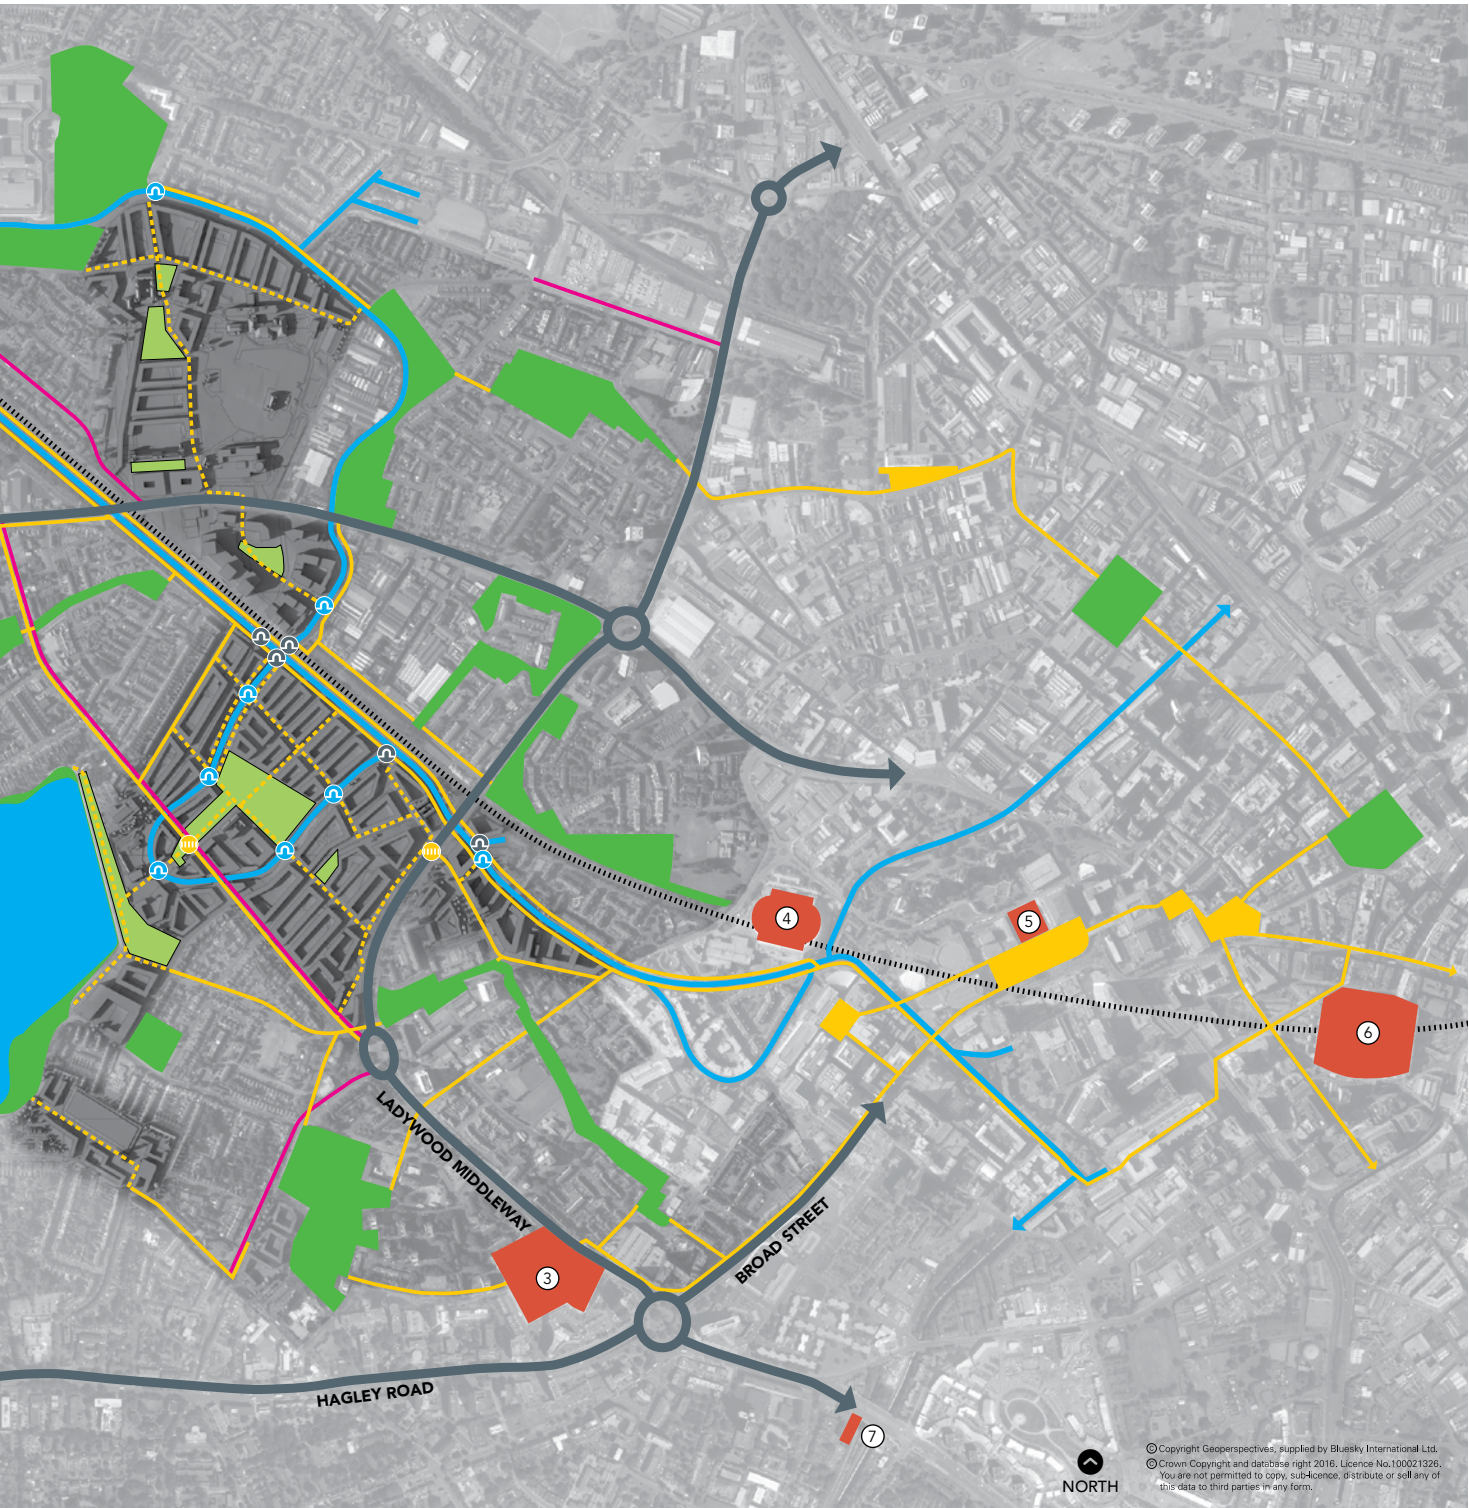 4
5
6
LADYWOOD MIDDLEWAY
BROAD STREET
3
HAGLEY ROAD
7
NORTH
© Copyright Geoperspectives, supplied by Bluesky International Ltd.
© Crown Copyright and database right 2016. Licence No.100021326.
You are not permitted to copy, sub-licence, distribute or sell any of
this data to third parties in any form.